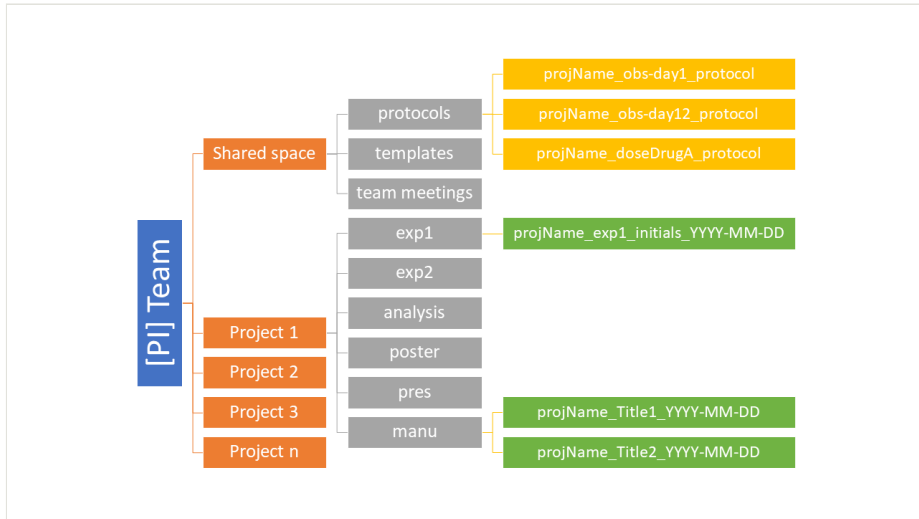 [PI] Team
Shared space
protocols
projName_obs-day1_protocol
projName_obs-day12_protocol
projName_doseDrugA_protocol
templates
team meetings
Project 1
exp1
projName_exp1_initials_YYYY-MM-DD
exp2
analysis
poster
pres
manu
projName_Title1_YYYY-MM-DD
projName_Title2_YYYY-MM-DD
Project 2
Project 3
Project n